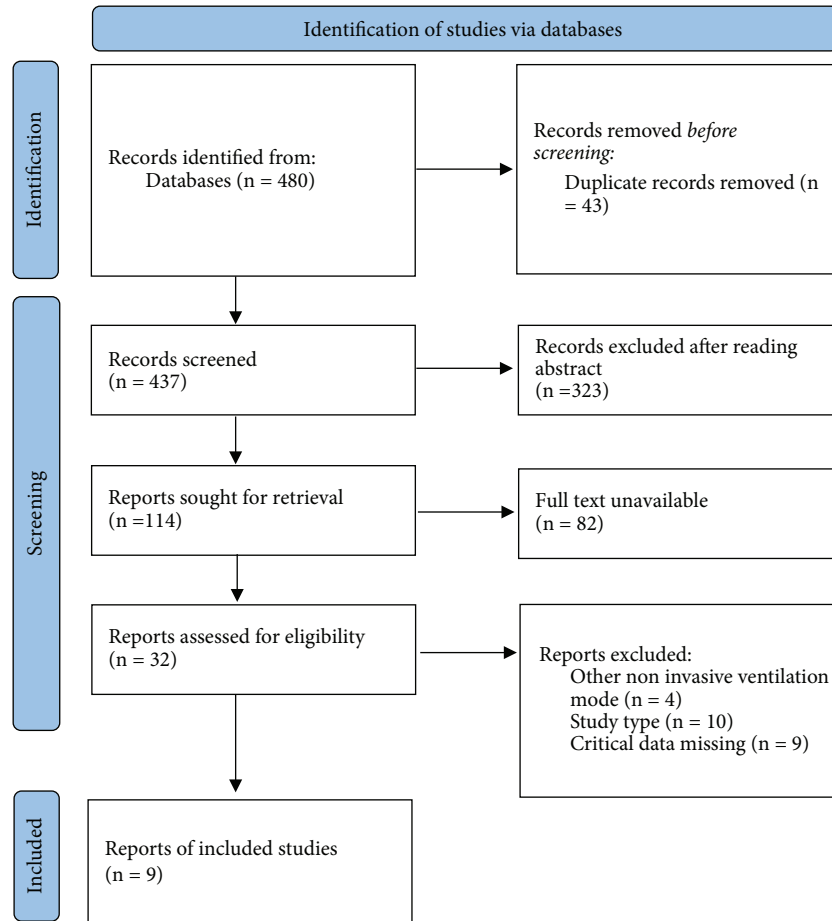 Identification of studies via databases
Identification
Records identified from:
Databases (n = 480)
Records removed before
screening:
Duplicate records removed (n
= 43)
Screening
Records screened
(n = 437)
Records excluded after reading
abstract
(n =323)
Reports sought for retrieval
(n =114)
Full text unavailable
(n = 82)
Reports assessed for eligibility
(n = 32)
Reports excluded:
Other non invasive ventilation
mode (n = 4)
Study type (n = 10)
Critical data missing (n = 9)
Included
Reports of included studies
(n = 9)